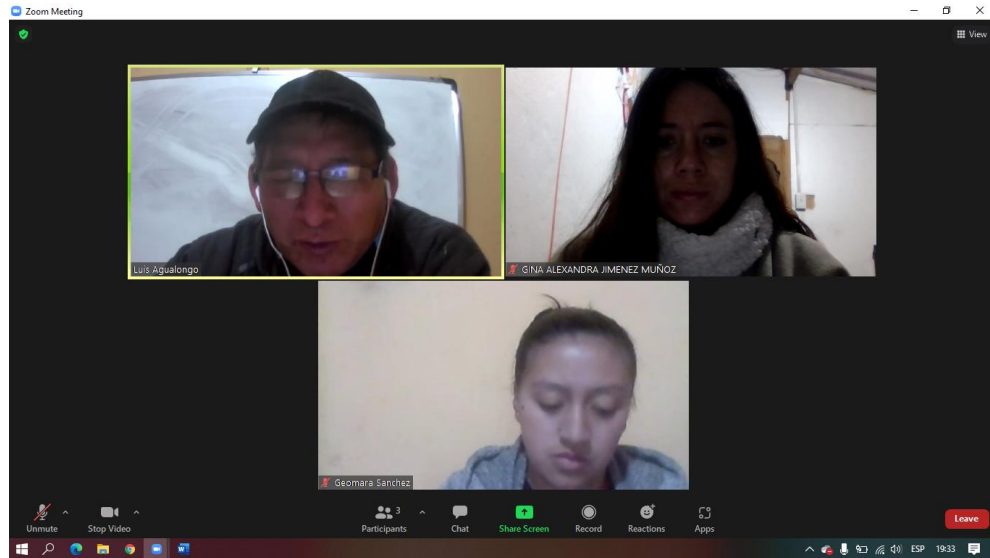 Zoom Meeting
View
Luis Agualongo
GINA ALEXANDRA JIMENEZ MUÑOZ
Geomara Sanchez
Unmute
Stop Video
Participants
3
Chat
Share Screen
Record
Reactions
Apps
Leave
ESP
19:33